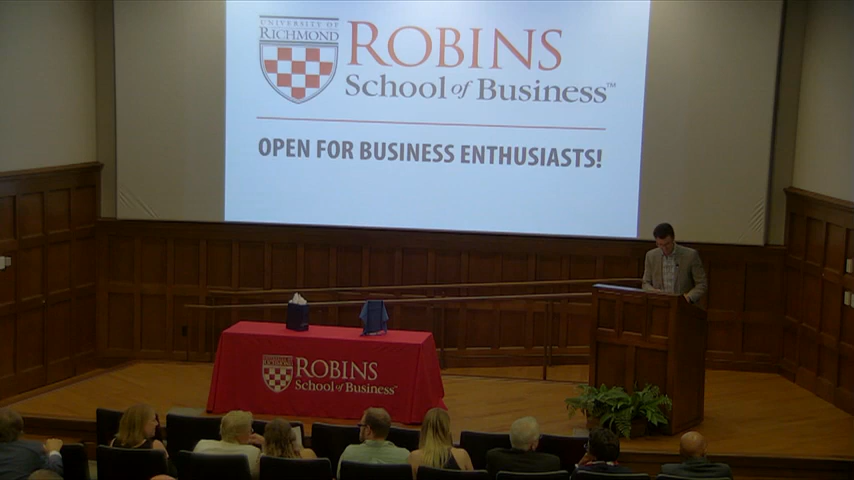 UNIVERSITY OF
RICHMOND
ROBINS
School of Business™
OPEN FOR BUSINESS ENTHUSIASTS!
ROBINS
School of Business™